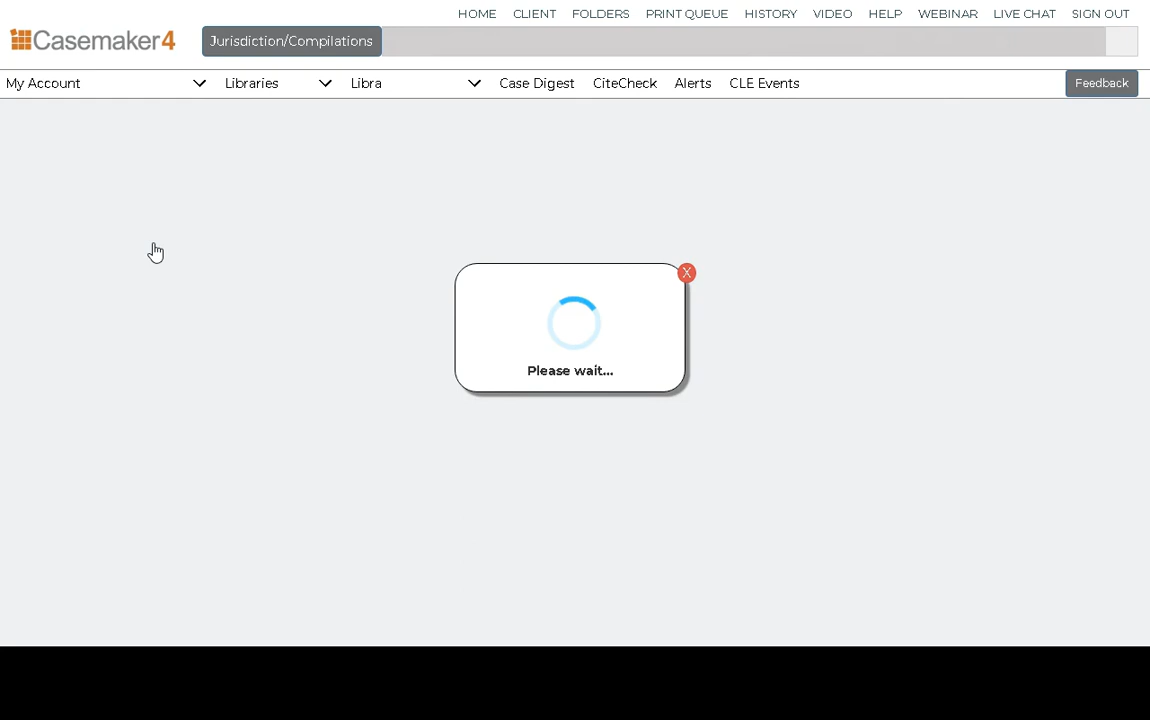 HOME CLIENT FOLDERS PRINT QUEUE HISTORY VIDEO HELP WEBINAR LIVE CHAT SIGN OUT
Casemaker4 Jurisdiction/Compilations
My Account Libraries Libra Case Digest CiteCheck Alerts CLE Events Feedback
X
Please wait...